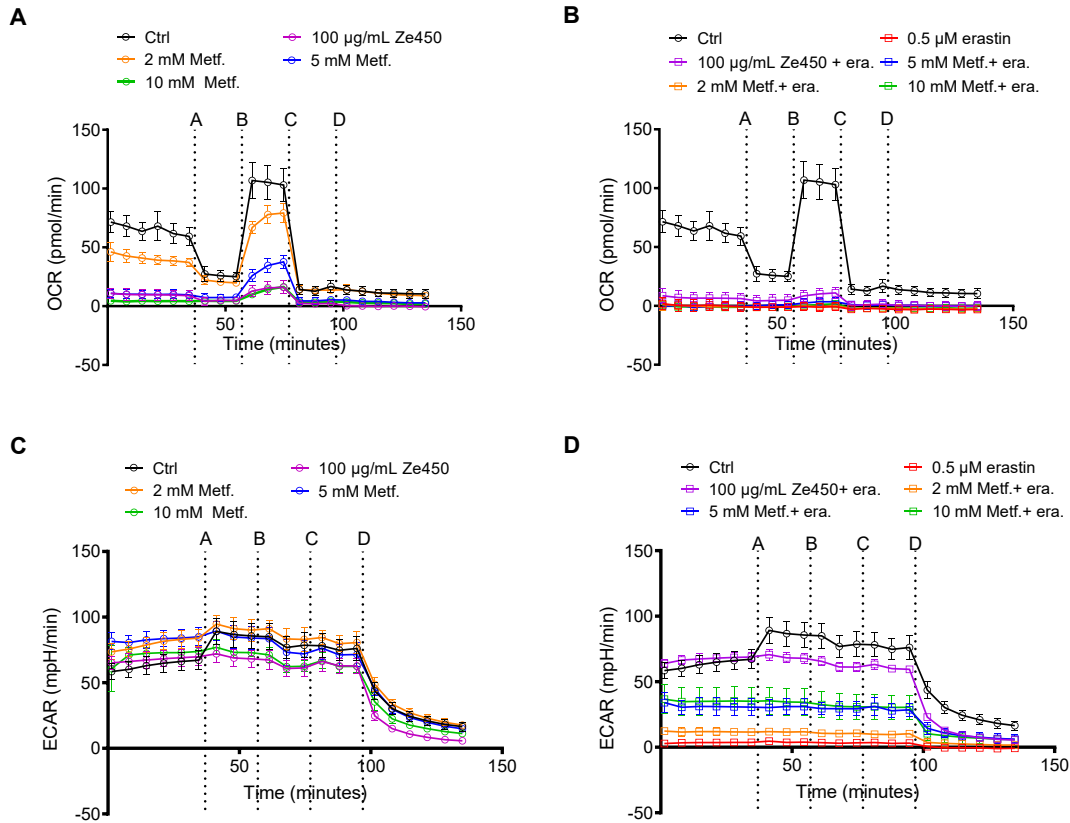 A
Ctrl
100 µg/mL Ze450
2 mM Metf.
5 mM Metf.
10 mM  Metf.
A B C D
150
100
50
0
-50
50 100 150
OCR (pmol/min)
Time (minutes)
B
Ctrl
0.5 µM erastin
100 µg/mL Ze450 + era.
5 mM Metf.+ era.
2 mM Metf.+ era.
10 mM Metf.+ era.
A B C D
150
100
50
0
-50
50 100 150
OCR (pmol/min)
Time (minutes)
C
Ctrl
100 µg/mL Ze450
2 mM Metf.
5 mM Metf.
10 mM  Metf.
A B C D
150
100
50
0
-50
50 100 150
ECAR (mpH/min)
Time (minutes)
D
Ctrl
0.5 µM erastin
100 µg/mL Ze450+ era.
2 mM Metf.+ era.
5 mM Metf.+ era.
10 mM Metf.+ era.
A B C D
150
100
50
0
-50
50 100 150
ECAR (mpH/min)
Time (minutes)